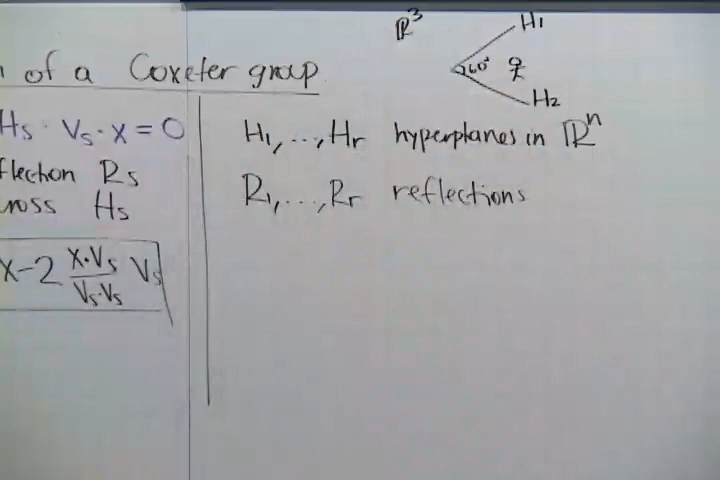 of a Coxeter group
Hs · Vs · x = 0
flection Rs
cross Hs
x - 2 x·Vs / Vs·Vs Vs
ℝ³
H1
60°
H2
H1, ..., Hr hyperplanes in ℝⁿ
R1, ..., Rr reflections